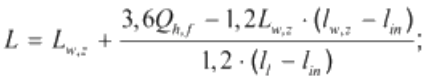 L = L_{w,z} + \frac{3,6Q_{h,f} - 1,2L_{w,z} \cdot (l_{w,z} - l_{in})}{1,2 \cdot (l_l - l_{in})};